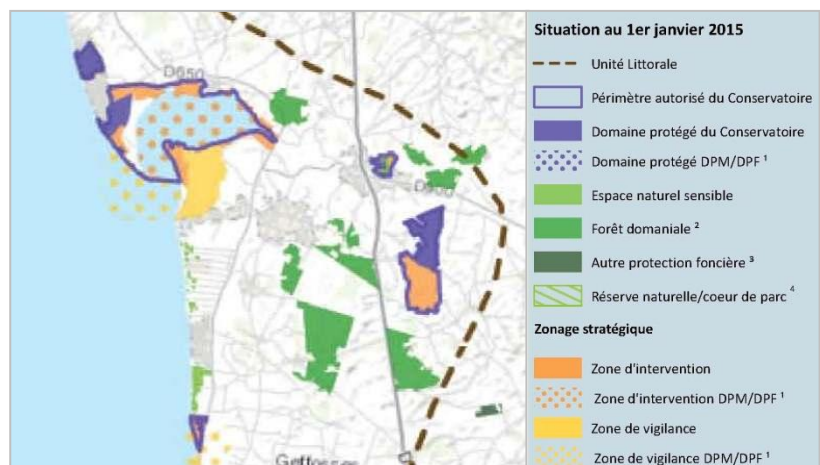 D650
D900
Geffosses
Situation au 1er janvier 2015
Unité Littorale
Périmètre autorisé du Conservatoire
Domaine protégé du Conservatoire
Domaine protégé DPM/DPF ¹
Espace naturel sensible
Forêt domaniale ²
Autre protection foncière ³
Réserve naturelle/coeur de parc ⁴
Zonage stratégique
Zone d'intervention
Zone d'intervention DPM/DPF ¹
Zone de vigilance
Zone de vigilance DPM/DPF ¹